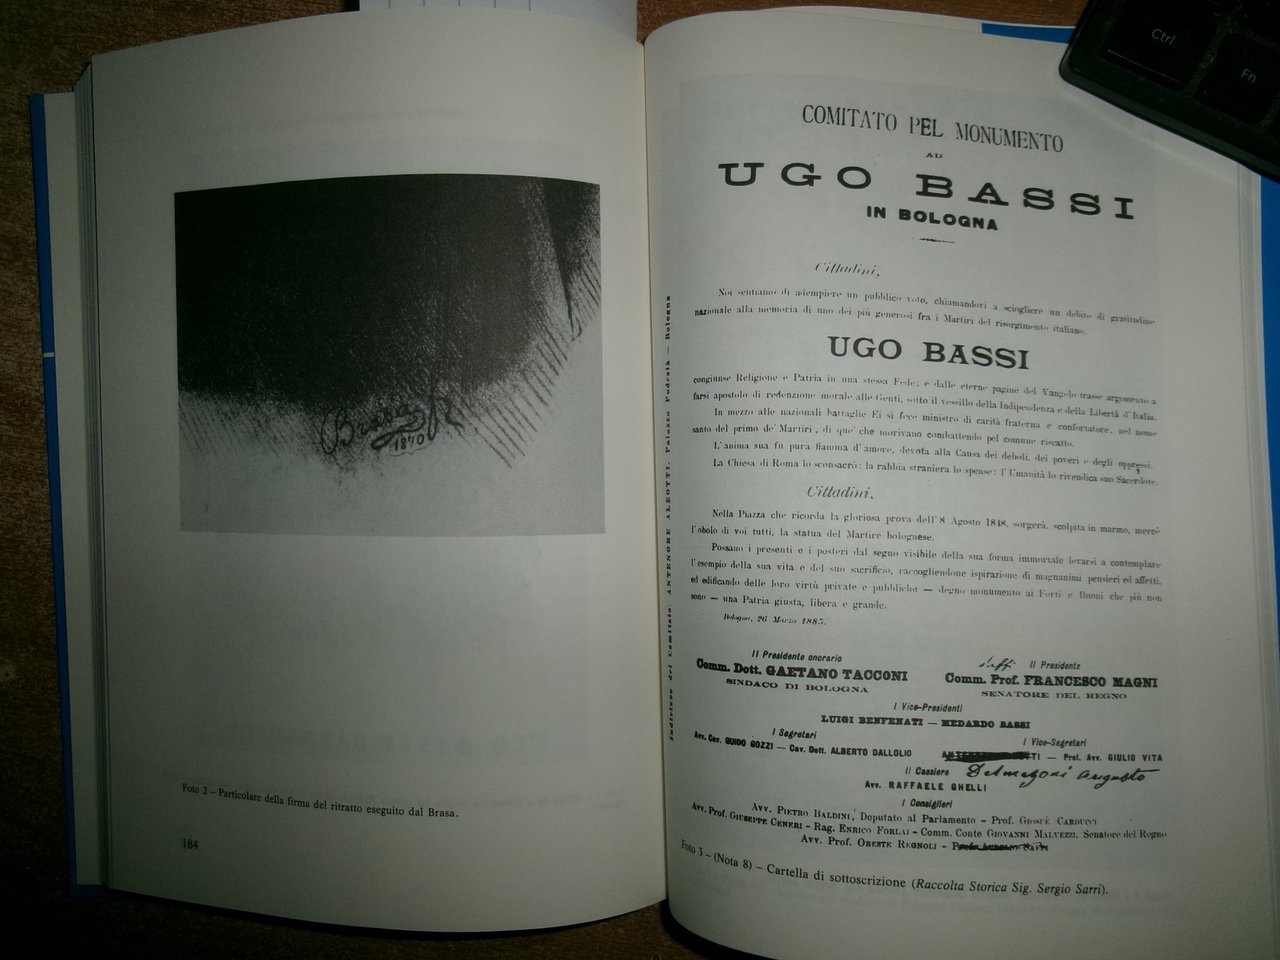 Brasa
1870
Foto 2 – Particolare della firma del ritratto eseguito dal Brasa.
184
Ctrl
Fn
COMITATO PEL MONUMENTO
AD
UGO BASSI
IN BOLOGNA
Cittadini,
Noi sentiamo di adempiere un pubblico voto, chiamandovi a sciogliere un debito di gratitudine
nazionale alla memoria di uno dei più generosi fra i Martiri del risorgimento italiano.
UGO BASSI
congiunse Religione e Patria in una stessa Fede; e dalle eterne pagine del Vangelo trasse argomento a
farsi apostolo di redenzione morale alle Genti, sotto il vessillo della Indipendenza e della Libertà d'Italia.
In mezzo alle nazionali battaglie Ei si fece ministro di carità fraterna e confortatore, nel nome
santo del primo de' Martiri, di que' che morivano combattendo pel comune riscatto.
L'anima sua fu pura fiamma d'amore, devota alla Causa dei deboli, dei poveri e degli oppressi.
La Chiesa di Roma lo sconsacrò; la rabbia straniera lo spense; l'Umanità lo rivendica suo Sacerdote.
Cittadini,
Nella Piazza che ricorda la gloriosa prova dell'8 Agosto 1848, sorgerà, scolpita in marmo, mercè
l'obolo di voi tutti, la statua del Martire bolognese.
Possano i presenti e i posteri dal segno visibile della sua forma immortale levarsi a contemplare
l'esempio della sua vita e del suo sacrificio, raccogliendone ispirazione di magnanimi pensieri ed affetti,
ed edificando delle loro virtù private e pubbliche — degno monumento ai Forti e Buoni che più non
sono — una Patria giusta, libera e grande.
Bologna, 26 Marzo 1885.
Il Presidente onorario
Comm. Dott. GAETANO TACCONI
SINDACO DI BOLOGNA
Il Presidente
Comm. Prof. FRANCESCO MAGNI
SENATORE DEL REGNO
I Vice-Presidenti
LUIGI BENFENATI — MEDARDO BASSI
I Segretari
Avv. Cav. GUIDO GOZZI — Cav. Dott. ALBERTO DALLOLIO
I Vice-Segretari
TI — Prof. Avv. GIULIO VITA
Il Cassiere
Avv. RAFFAELE GHELLI
Augusto
I Consiglieri
Avv. Pietro Baldini, Deputato al Parlamento - Prof. Giosuè Carducci
Avv. Prof. Giuseppe Ceneri - Rag. Enrico Forlai - Comm. Conte Giovanni Malvezzi, Senatore del Regno
Avv. Prof. Oreste Regnoli - Prof. Aurelio Saffi
Indirizzo del Comitato: ANTENORE ALEOTTI, Palazzo Podestà — Bologna
Foto 3 – (Nota 8) – Cartella di sottoscrizione (Raccolta Storica Sig. Sergio Sarri).